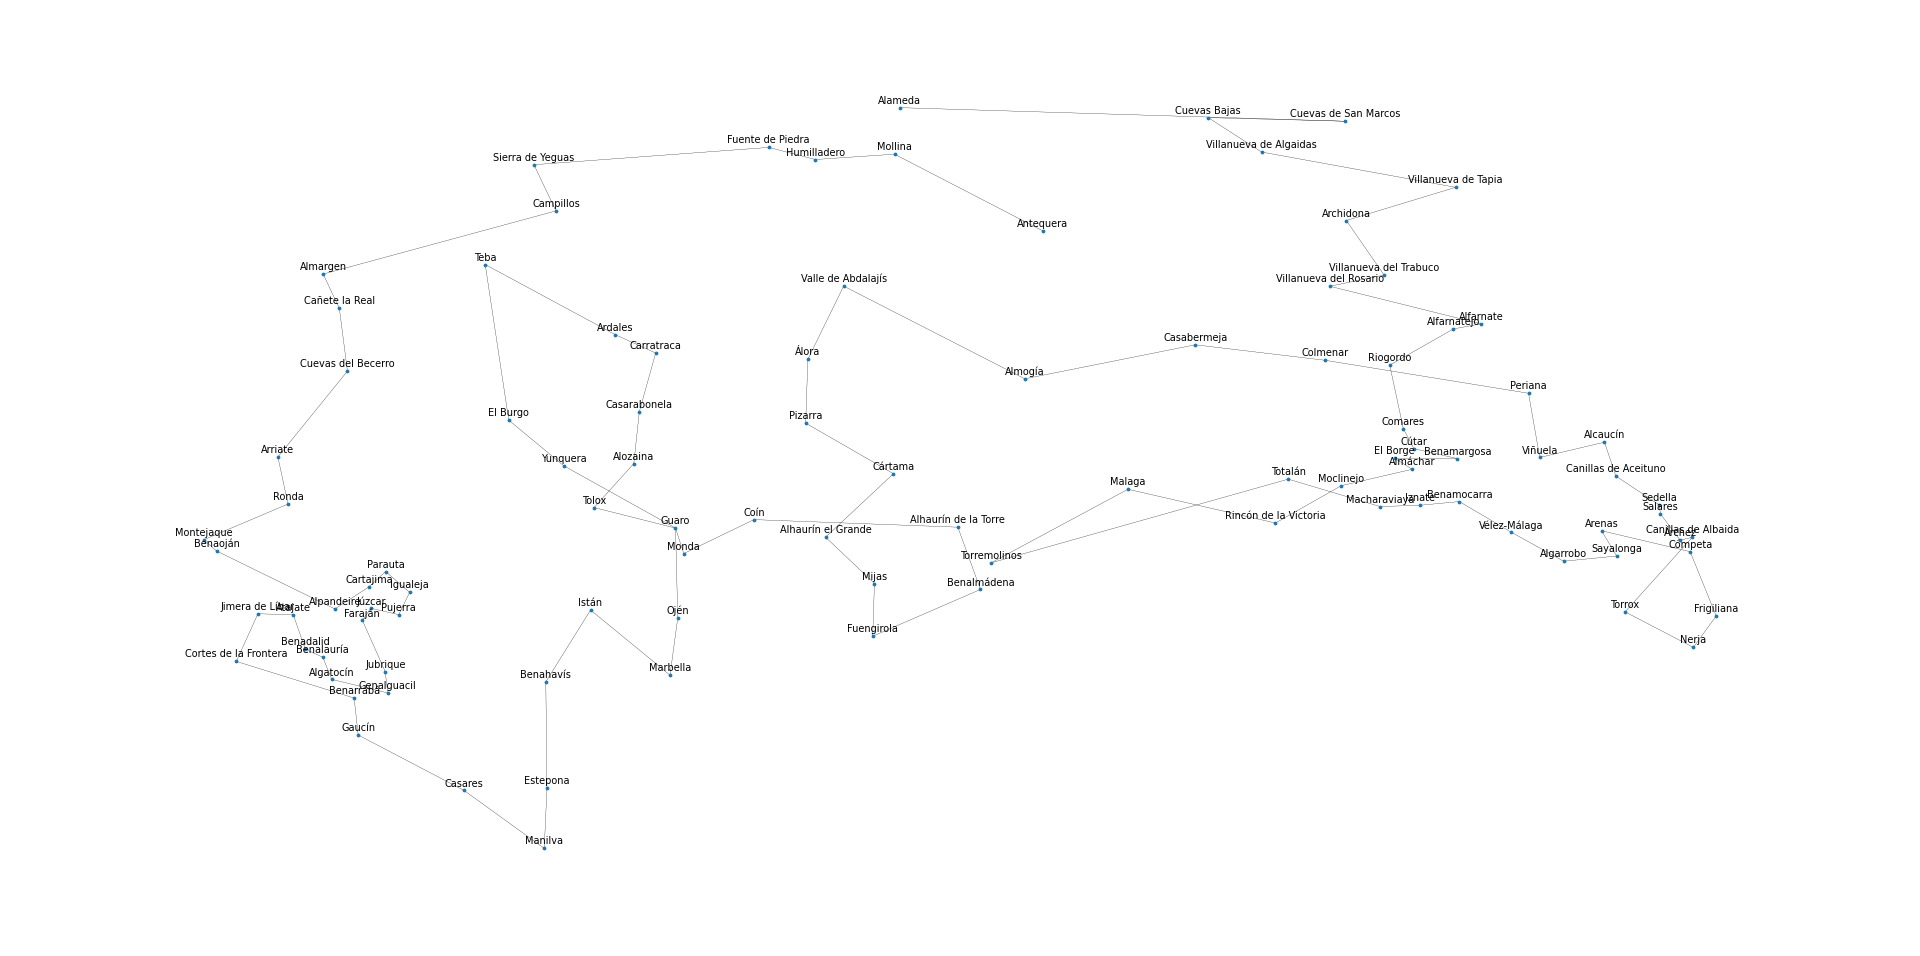 Alameda
Cuevas Bajas
Cuevas de San Marcos
Fuente de Piedra
Humilladero
Mollina
Villanueva de Algaidas
Sierra de Yeguas
Villanueva de Tapia
Campillos
Archidona
Antequera
Teba
Almargen
Villanueva del Trabuco
Valle de Abdalajís
Villanueva del Rosario
Cañete la Real
Alfarnate
Alfarnatejo
Ardales
Casabermeja
Carratraca
Álora
Colmenar
Riogordo
Cuevas del Becerro
Almogía
Periana
Casarabonela
El Burgo
Pizarra
Comares
Alcaucín
Cútar
Arriate
Viñuela
El Borge
Benamargosa
Yunquera
Alozaina
Almáchar
Cártama
Canillas de Aceituno
Totalán
Moclinejo
Malaga
Ronda
Tolox
Macharaviaya
Iznate
Benamocarra
Sedella
Salares
Coín
Rincón de la Victoria
Guaro
Alhaurín de la Torre
Alhaurín el Grande
Vélez-Málaga
Arenas
Canillas de Albaida
Árchez
Montejaque
Benaoján
Monda
Torremolinos
Algarrobo
Sayalonga
Competa
Parauta
Cartajima
Igualeja
Mijas
Benalmádena
Alpandeire
Júzcar
Pujerra
Jimera de Líbar
Atajate
Faraján
Istán
Ojén
Torrox
Frigiliana
Fuengirola
Benadalid
Benalauría
Nerja
Cortes de la Frontera
Jubrique
Algatocín
Genalguacil
Benarrabá
Benahavís
Marbella
Gaucín
Casares
Estepona
Manilva